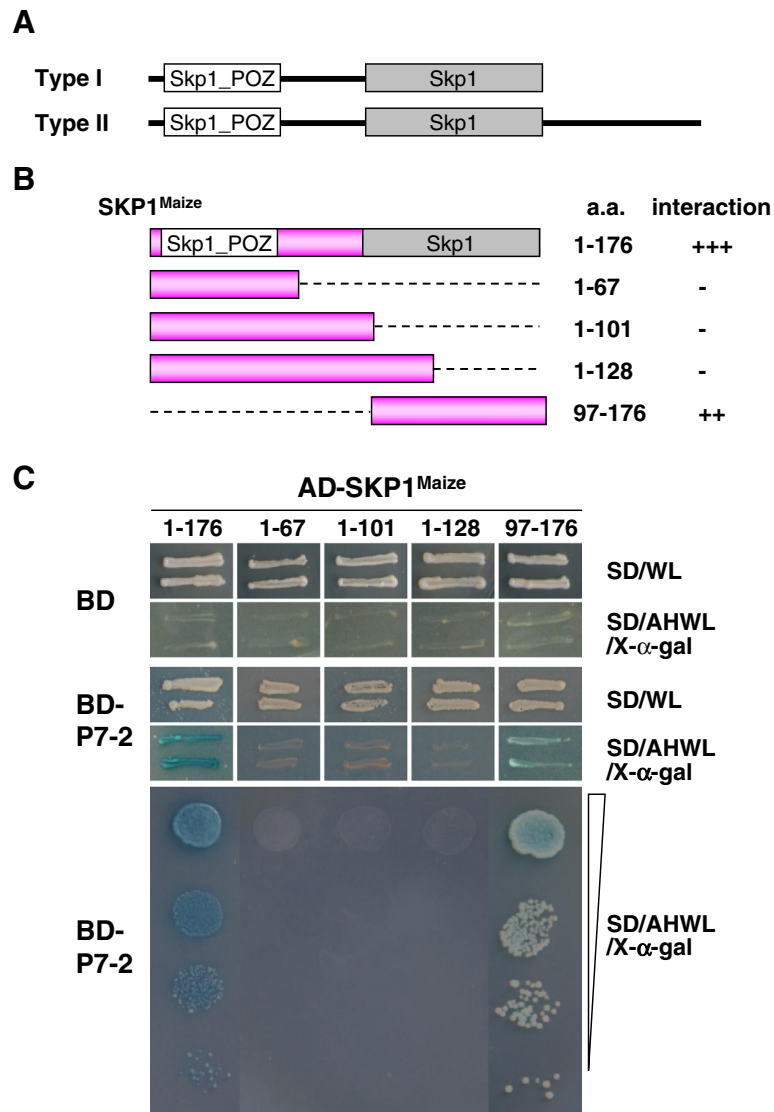 A
Type I Skp1_POZ Skp1
Type II Skp1_POZ Skp1
B
SKP1Maize a.a. interaction
Skp1_POZ Skp1 1-176 +++
1-67 -
1-101 -
1-128 -
97-176 ++
C
AD-SKP1Maize
1-176 1-67 1-101 1-128 97-176
BD
SD/WL
SD/AHWL
/X-α-gal
BD-
P7-2
SD/WL
SD/AHWL
/X-α-gal
BD-
P7-2
SD/AHWL
/X-α-gal